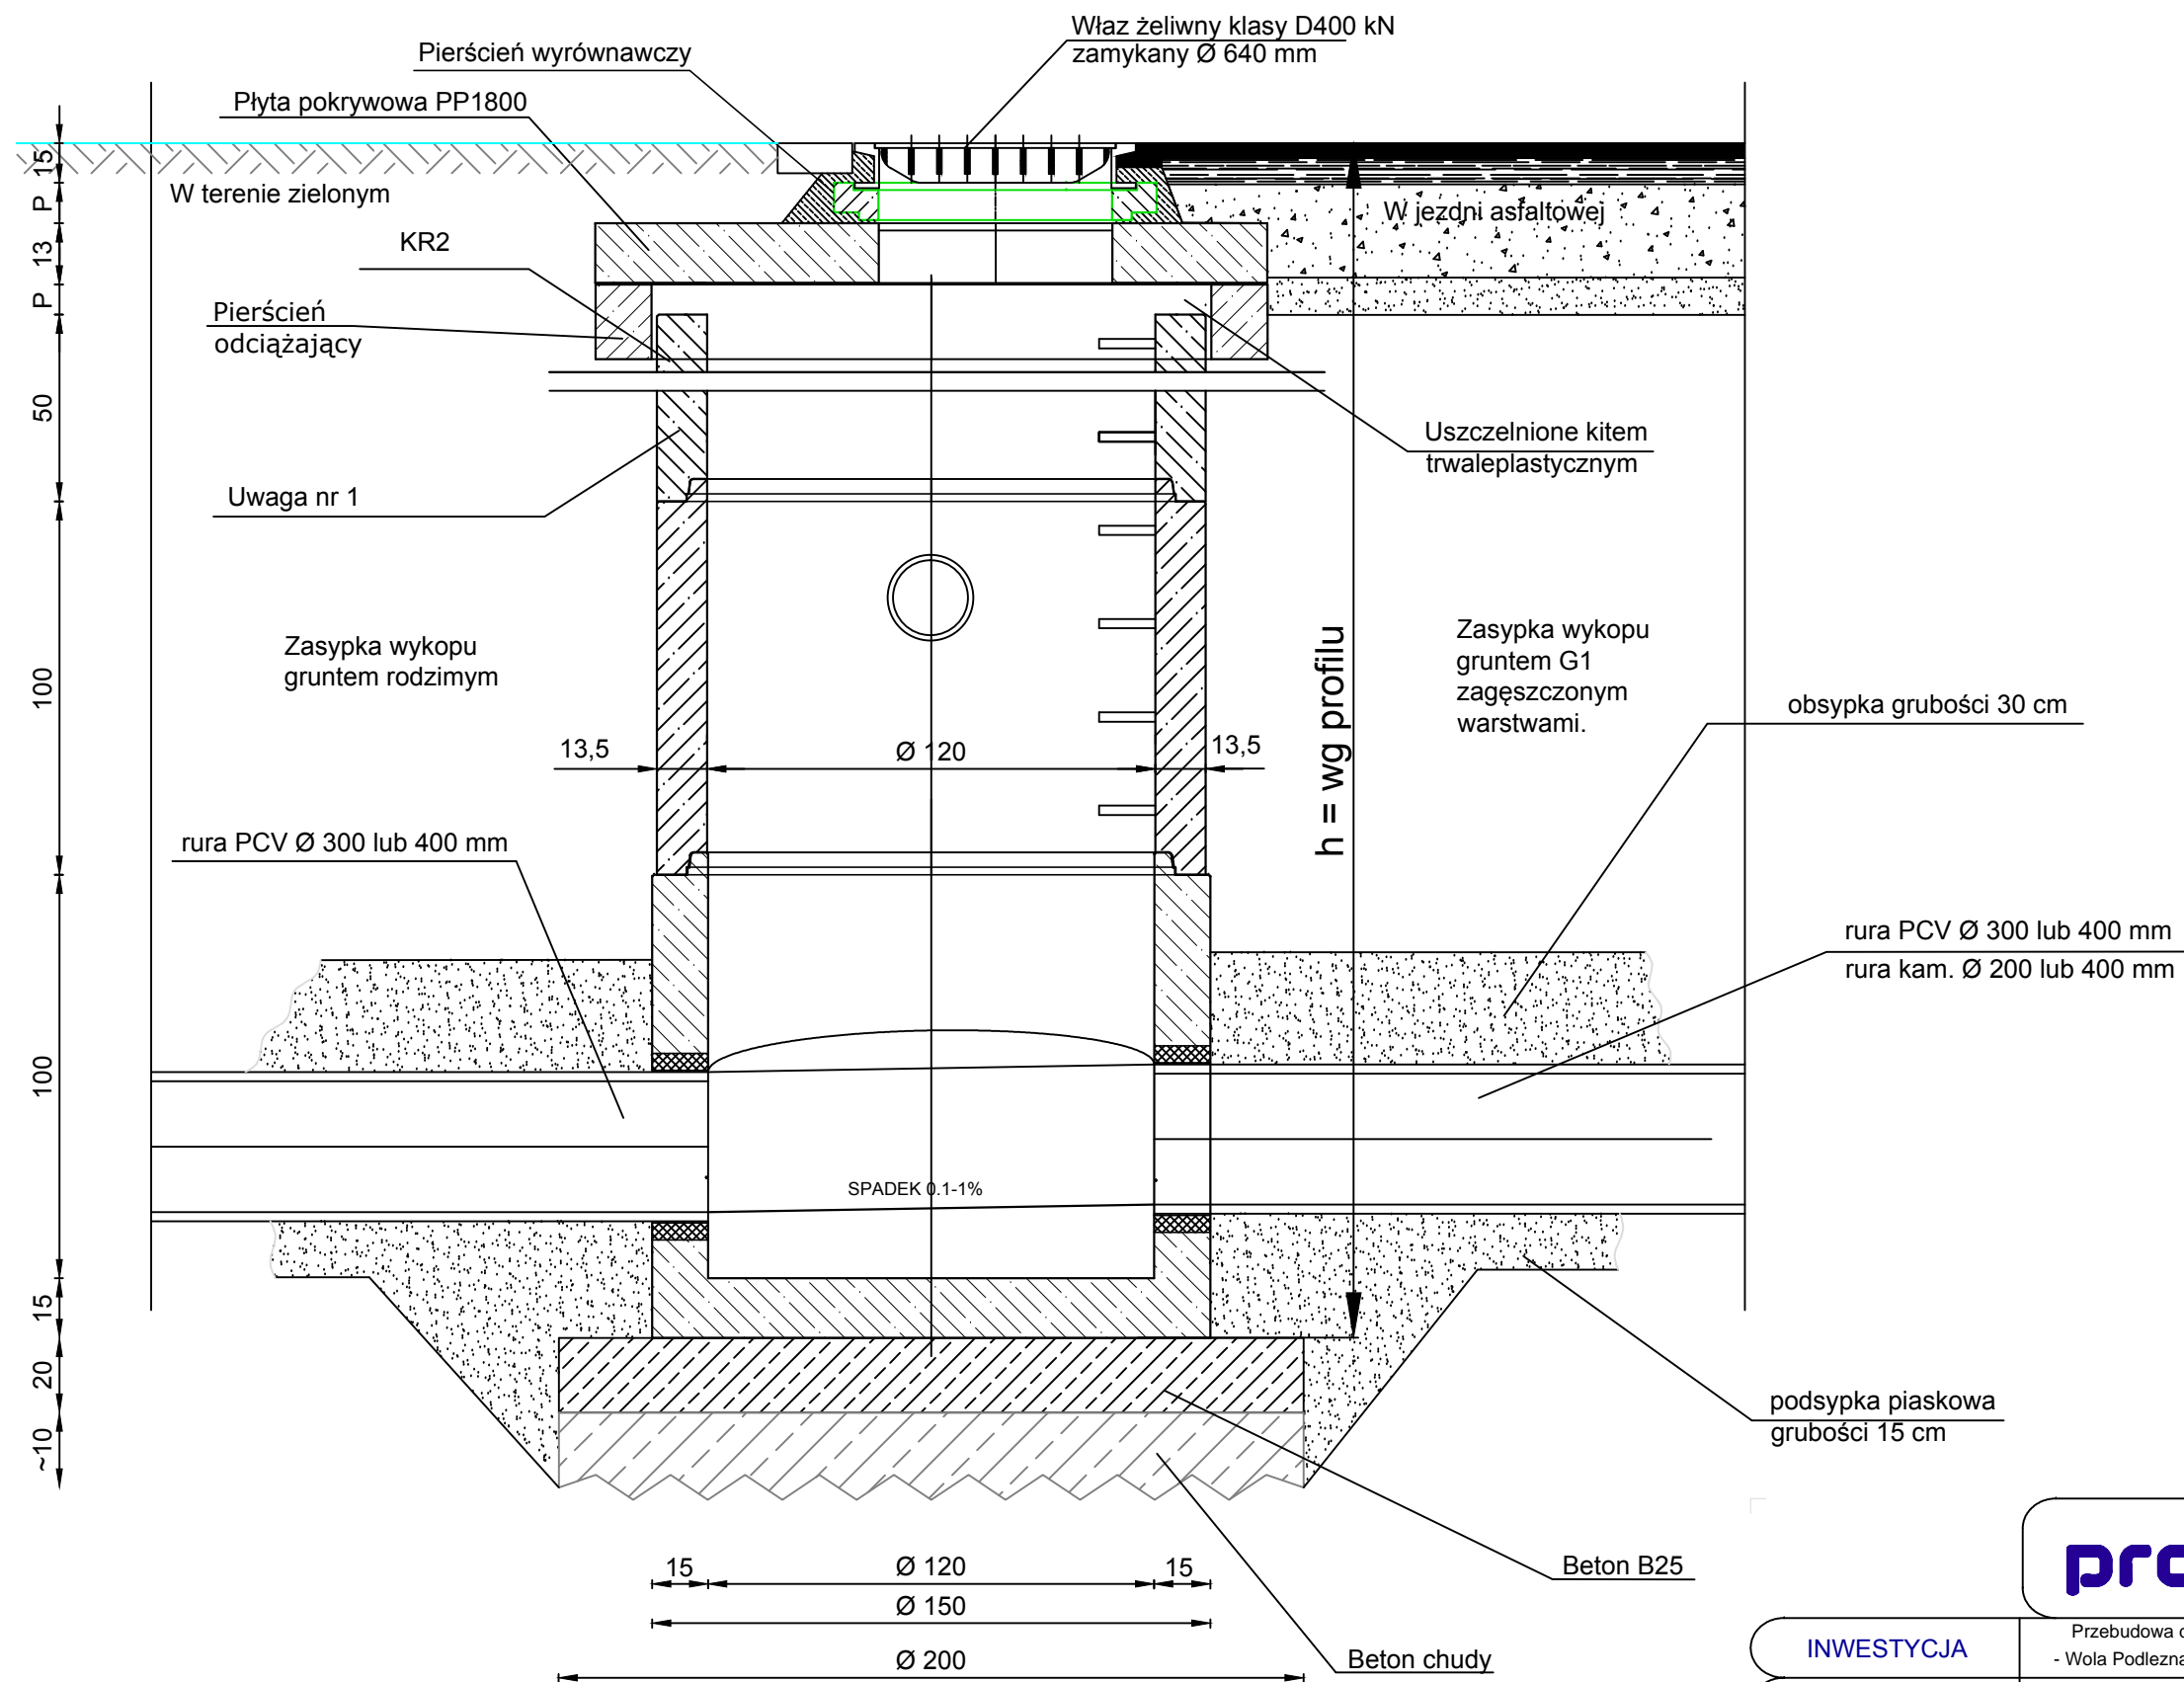 Właz żeliwny klasy D400 kN
zamykany Ø 640 mm
Pierścień wyrównawczy
Płyta pokrywowa PP1800
W terenie zielonym
W jezdni asfaltowej
KR2
Pierścień
odciążający
Uszczelnione kitem
trwaleplastycznym
Uwaga nr 1
Zasypka wykopu
gruntem rodzimym
Zasypka wykopu
gruntem G1
zagęszczonym
warstwami.
obsypka grubości 30 cm
13,5
Ø 120
13,5
h = wg profilu
rura PCV Ø 300 lub 400 mm
rura PCV Ø 300 lub 400 mm
rura kam. Ø 200 lub 400 mm
SPADEK 0.1-1%
podsypka piaskowa
grubości 15 cm
Beton B25
Beton chudy
15
P
13
P
50
100
100
15
20
~10
15
Ø 120
15
Ø 150
Ø 200
INWESTYCJA
Przebudowa
- Wola